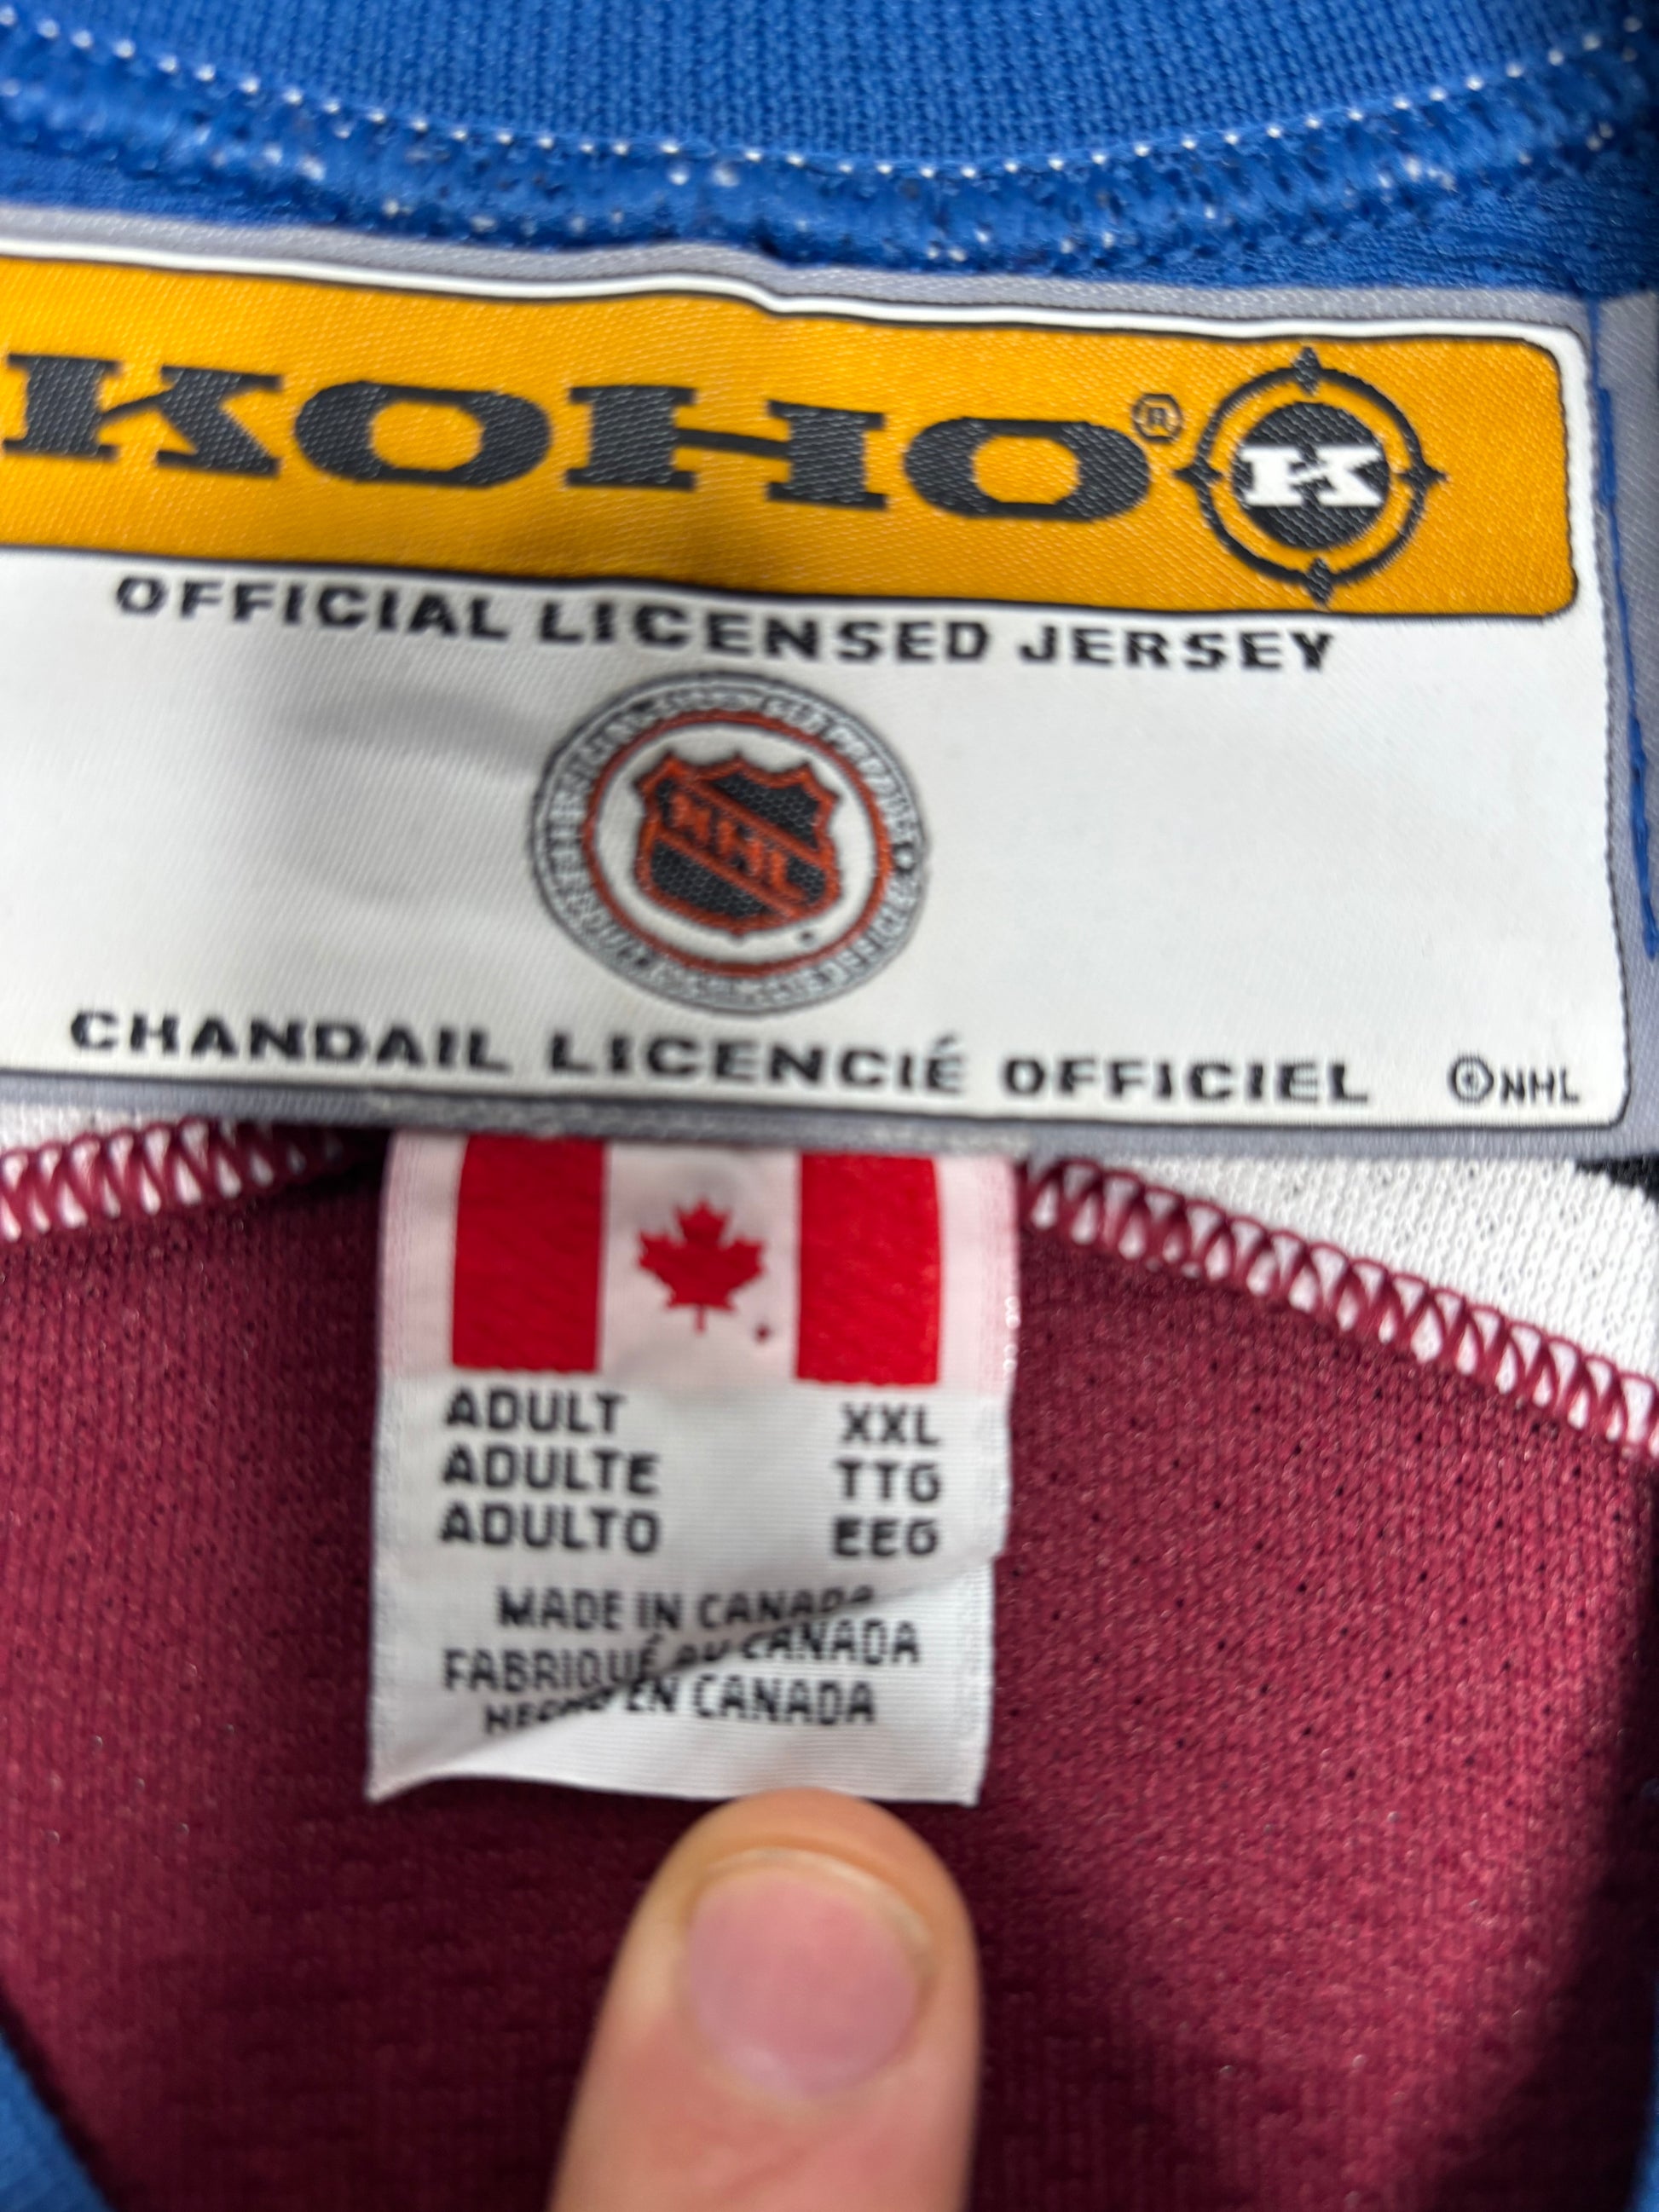 KOHO® K
OFFICIAL LICENSED JERSEY
NHL
CHANDAIL LICENCIÉ OFFICIEL ©NHL
ADULT XXL
ADULTE TTG
ADULTO EEG
MADE IN CANADA
FABRIQUÉ AU CANADA
EN CANADA